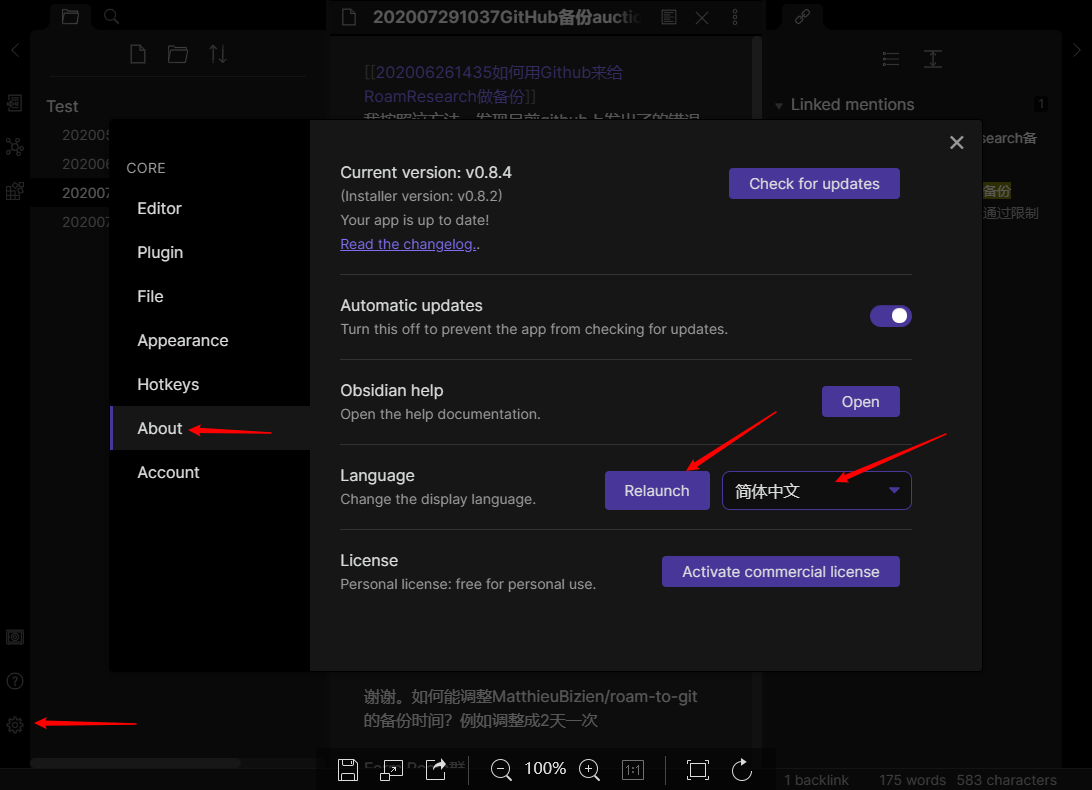 202007291037GitHub备份auctic
[[202006261435如何用Github来给
RoamResearch做备份]]
Test
202005
202006
202007
202007
Linked mentions
1
search备
备份
通过限制
CORE
Editor
Plugin
File
Appearance
Hotkeys
About
Account
Current version: v0.8.4
(Installer version: v0.8.2)
Your app is up to date!
Read the changelog..
Check for updates
Automatic updates
Turn this off to prevent the app from checking for updates.
Obsidian help
Open the help documentation.
Open
Language
Change the display language.
Relaunch
简体中文
License
Personal license: free for personal use.
Activate commercial license
谢谢。如何能调整MatthieuBizien/roam-to-git
的备份时间？例如调整成2天一次
100%
1:1
1 backlink
175 words
583 characters